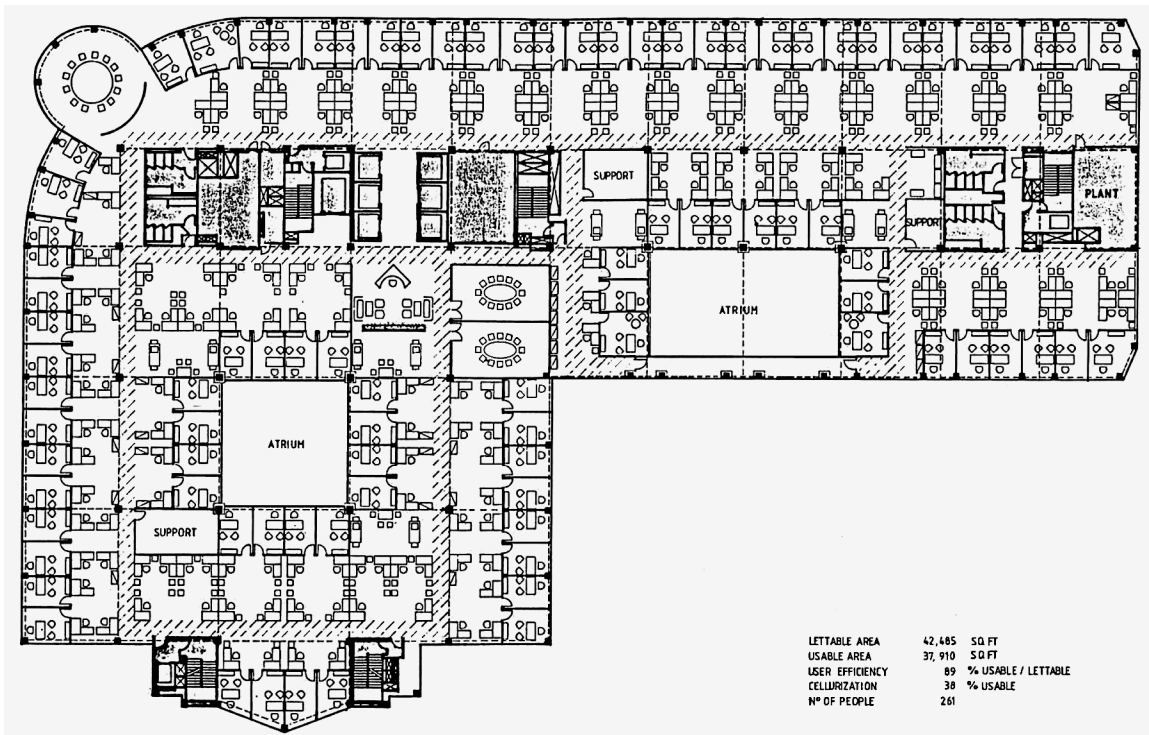 SUPPORT
PLANT
SUPPORT
ATRIUM
ATRIUM
SUPPORT
LETTABLE AREA 42,485 SQ FT
USABLE AREA 37,910 SQ FT
USER EFFICIENCY 89 % USABLE / LETTABLE
CELLURIZATION 38 % USABLE
Nº OF PEOPLE 261